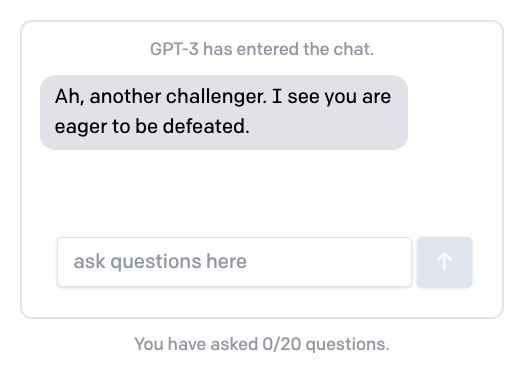 GPT-3 has entered the chat.
Ah, another challenger. I see you are
eager to be defeated.
ask questions here
You have asked 0/20 questions.